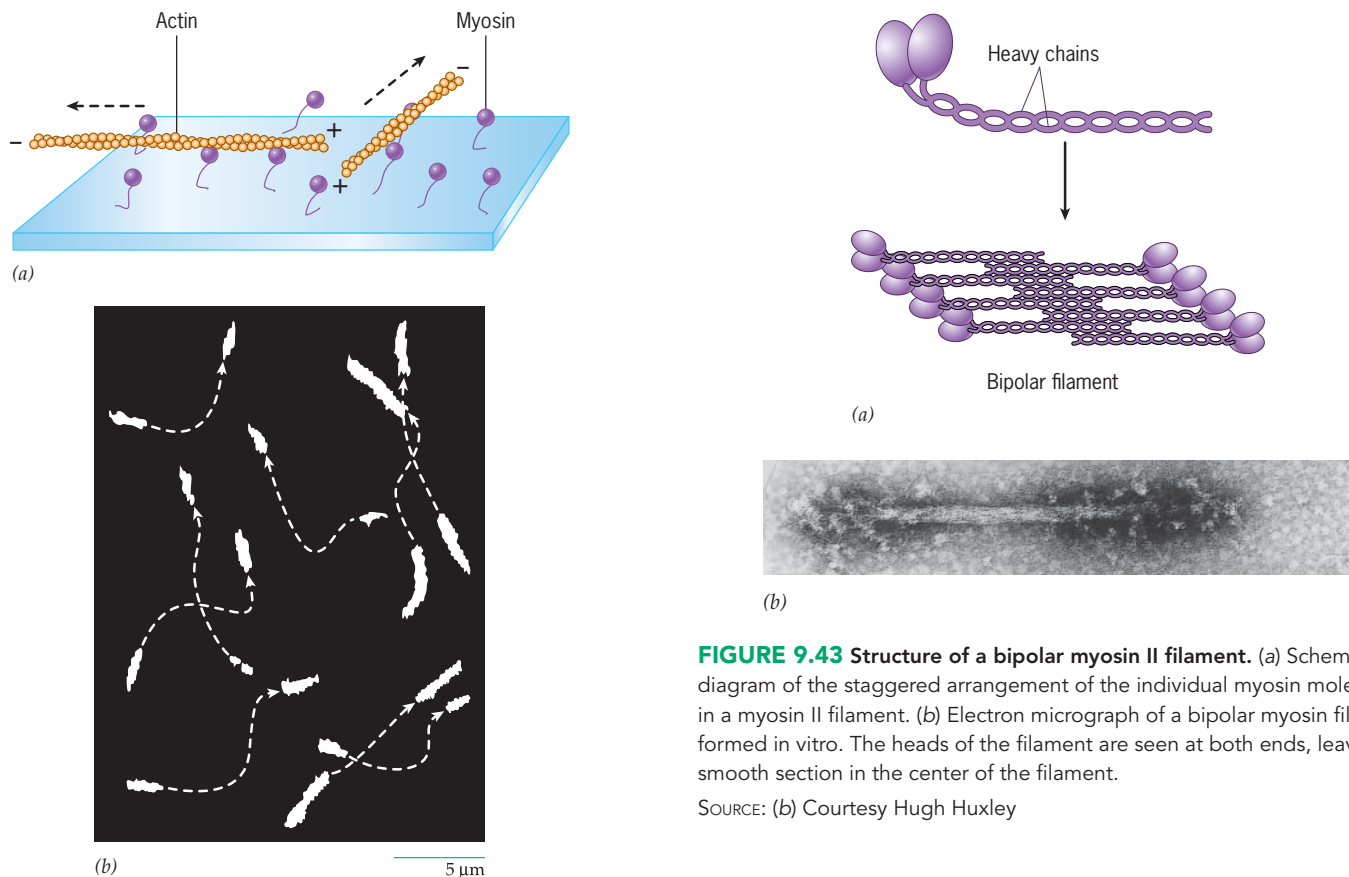 Actin
Myosin
–
+
–
+
(a)
(b)
5 μm
Heavy chains
Bipolar filament
(a)
(b)
FIGURE 9.43 Structure of a bipolar myosin II filament. (a) Schem
diagram of the staggered arrangement of the individual myosin mole
in a myosin II filament. (b) Electron micrograph of a bipolar myosin fil
formed in vitro. The heads of the filament are seen at both ends, leav
smooth section in the center of the filament.
SOURCE: (b) Courtesy Hugh Huxley